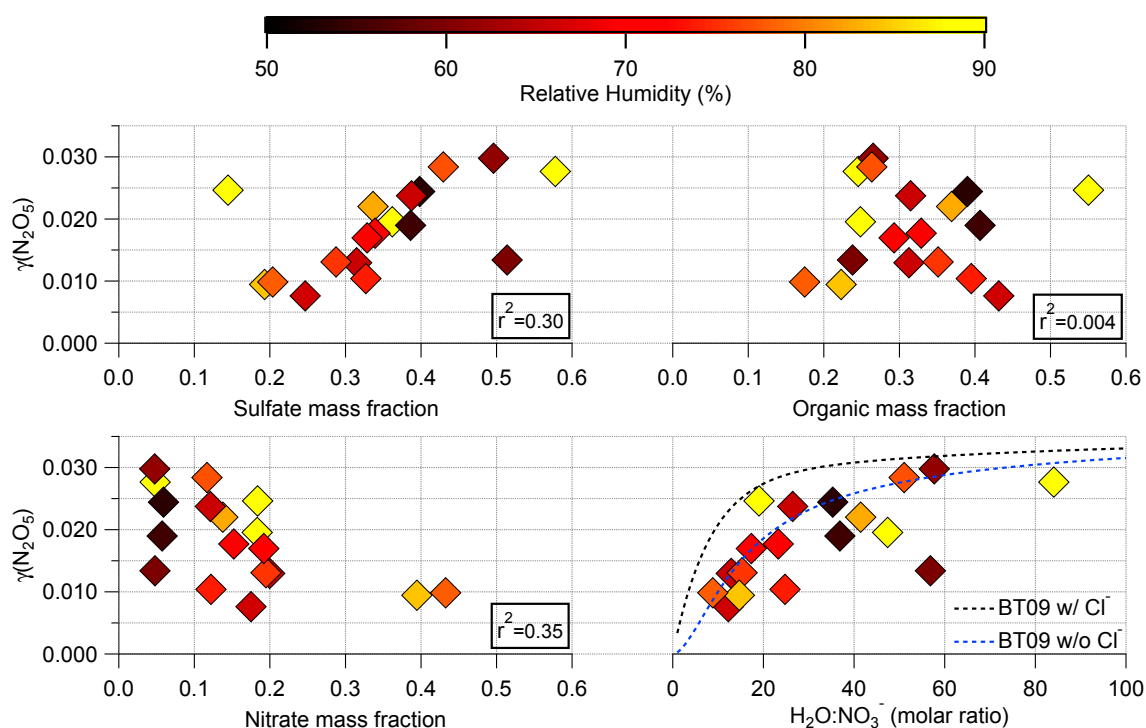 50 60 70 80 90
Relative Humidity (%)
γ(N₂O₅)
0.030
0.020
0.010
0.000
r²=0.30
0.0 0.1 0.2 0.3 0.4 0.5 0.6
Sulfate mass fraction
r²=0.004
0.0 0.1 0.2 0.3 0.4 0.5 0.6
Organic mass fraction
γ(N₂O₅)
0.030
0.020
0.010
0.000
r²=0.35
0.0 0.1 0.2 0.3 0.4 0.5 0.6
Nitrate mass fraction
BT09 w/ Cl⁻
BT09 w/o Cl⁻
0 20 40 60 80 100
H₂O:NO₃⁻ (molar ratio)